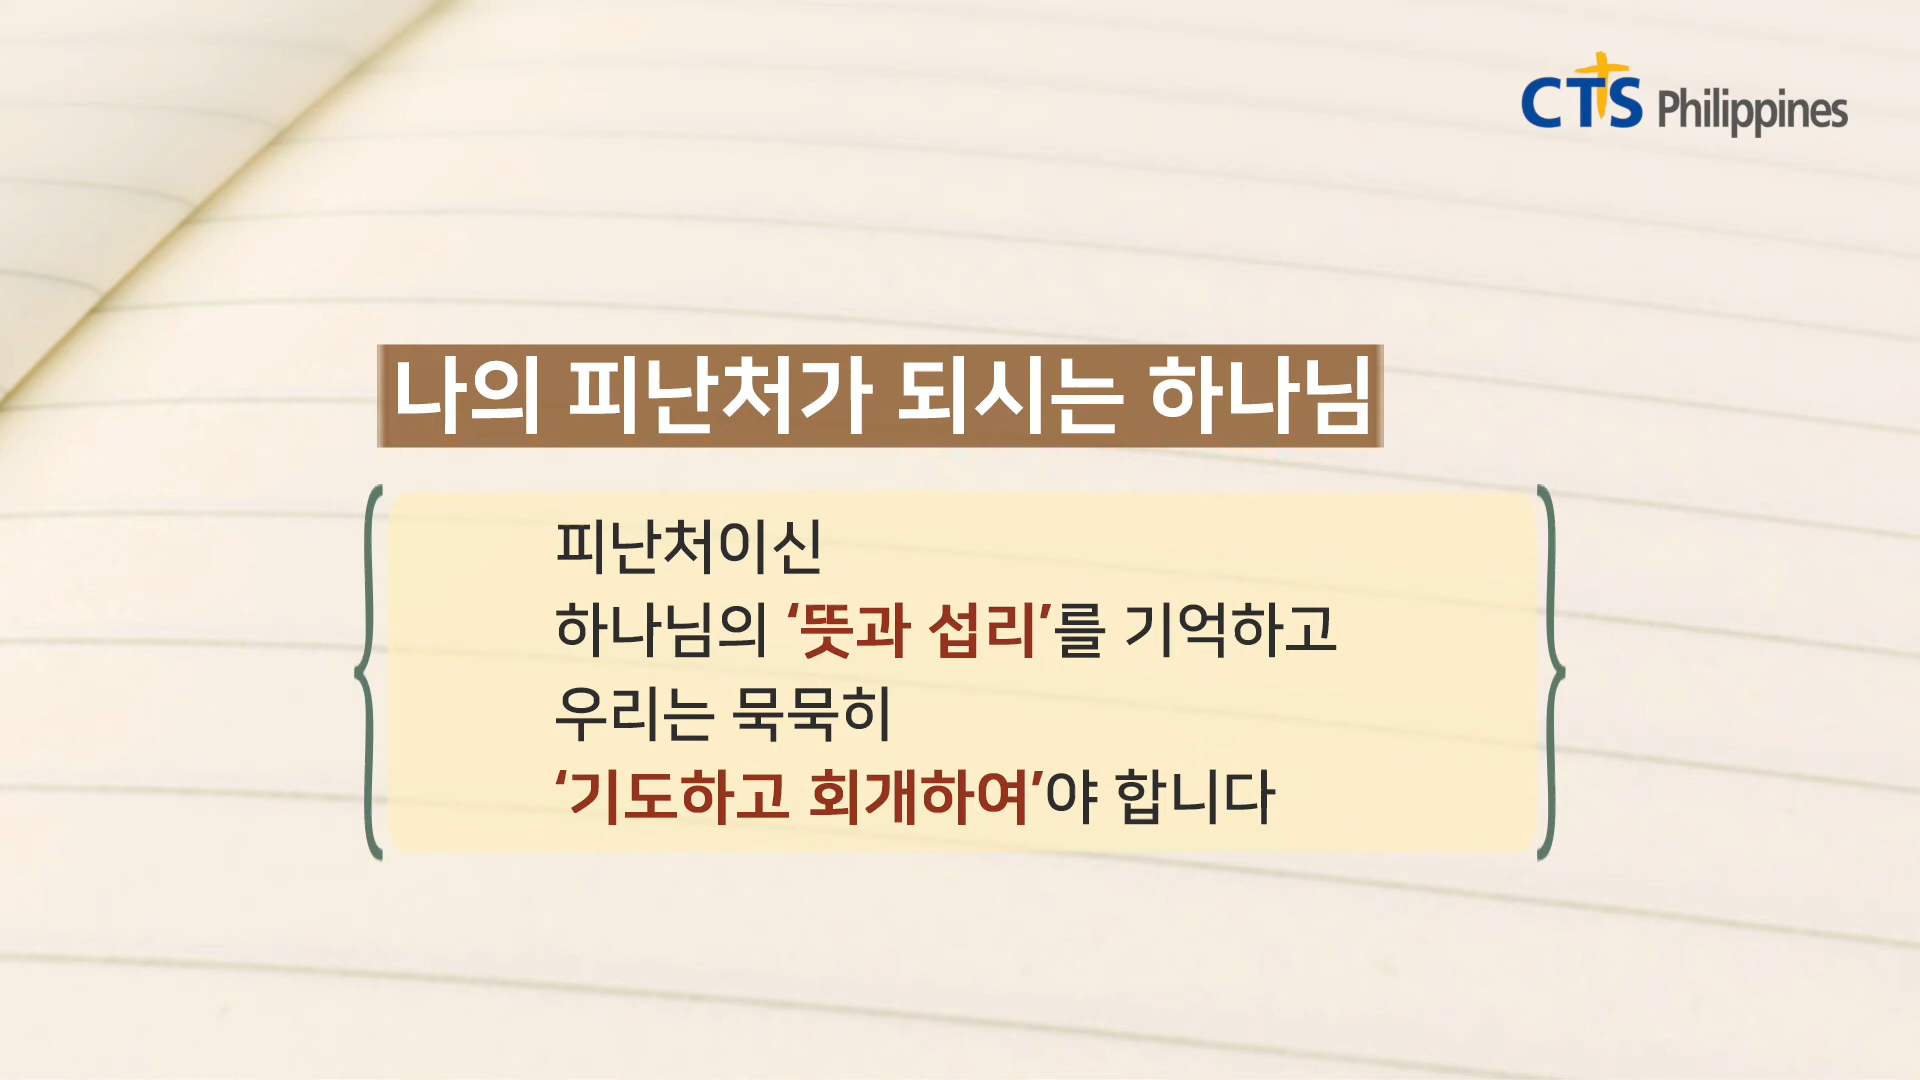 CTS Philippines
나의 피난처가 되시는 하나님
피난처이신
하나님의 ‘뜻과 섭리’를 기억하고
우리는 묵묵히
‘기도하고 회개하여’야 합니다